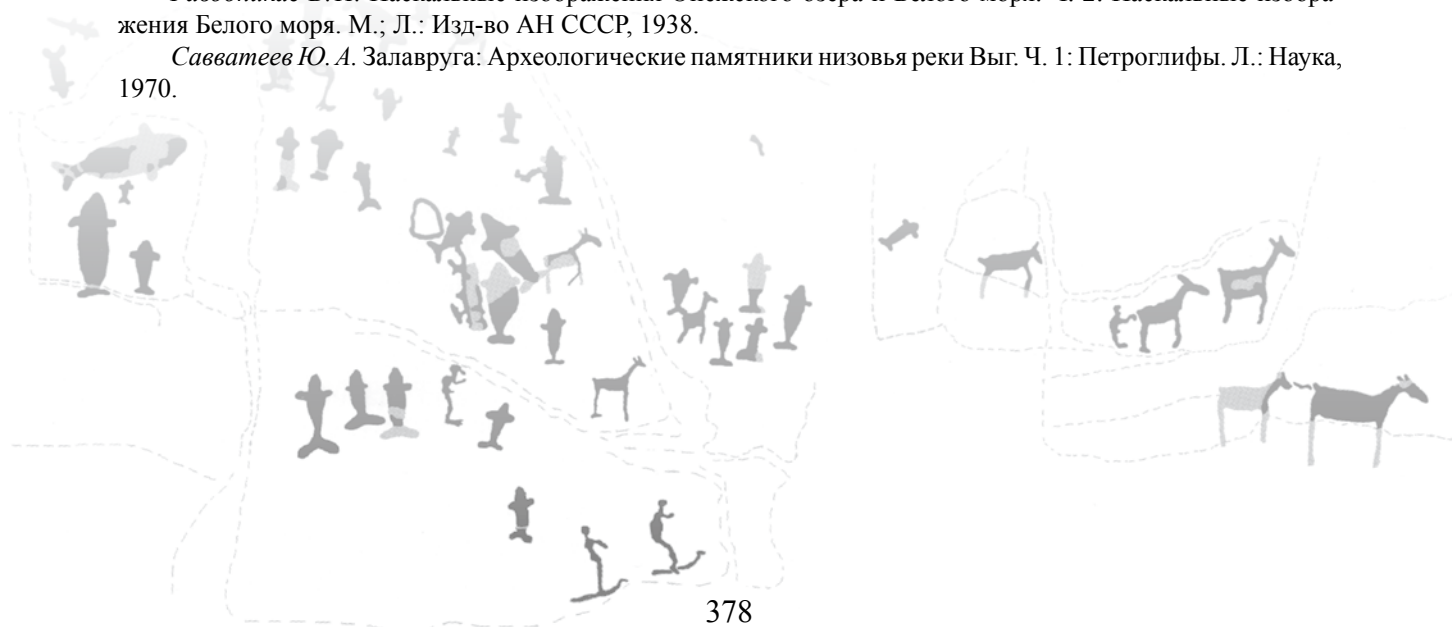 жения Белого моря. М.; Л.: Изд-во АН СССР, 1938.
Савватеев Ю. А. Залавруга: Археологические памятники низовья реки Выг. Ч. 1: Петроглифы. Л.: Наука,
1970.
378